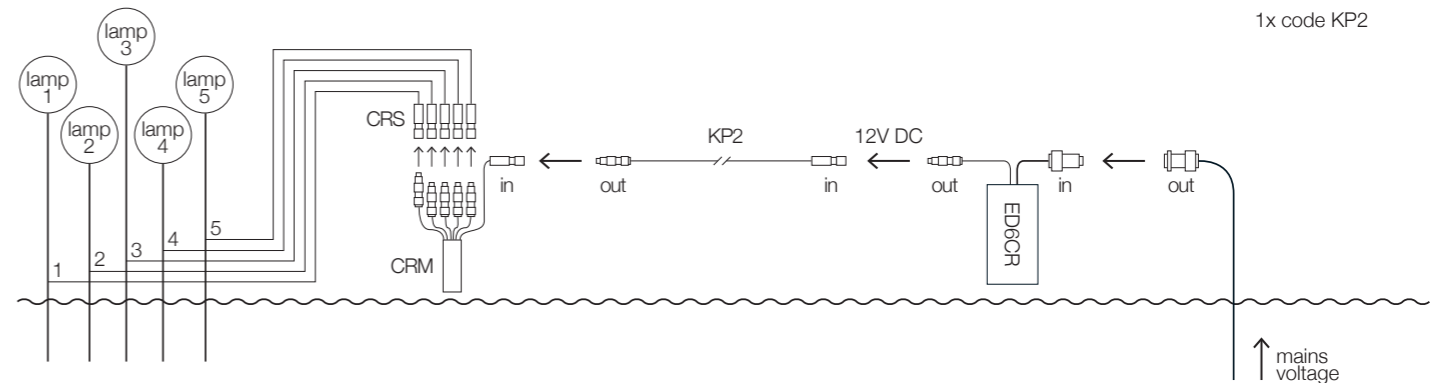 1x code KP2
lamp
3
lamp
1
lamp
5
lamp
2
lamp
4
CRS
KP2
12V DC
in
out
in
out
in
out
ED6CR
5
4
3
2
1
CRM
mains
voltage